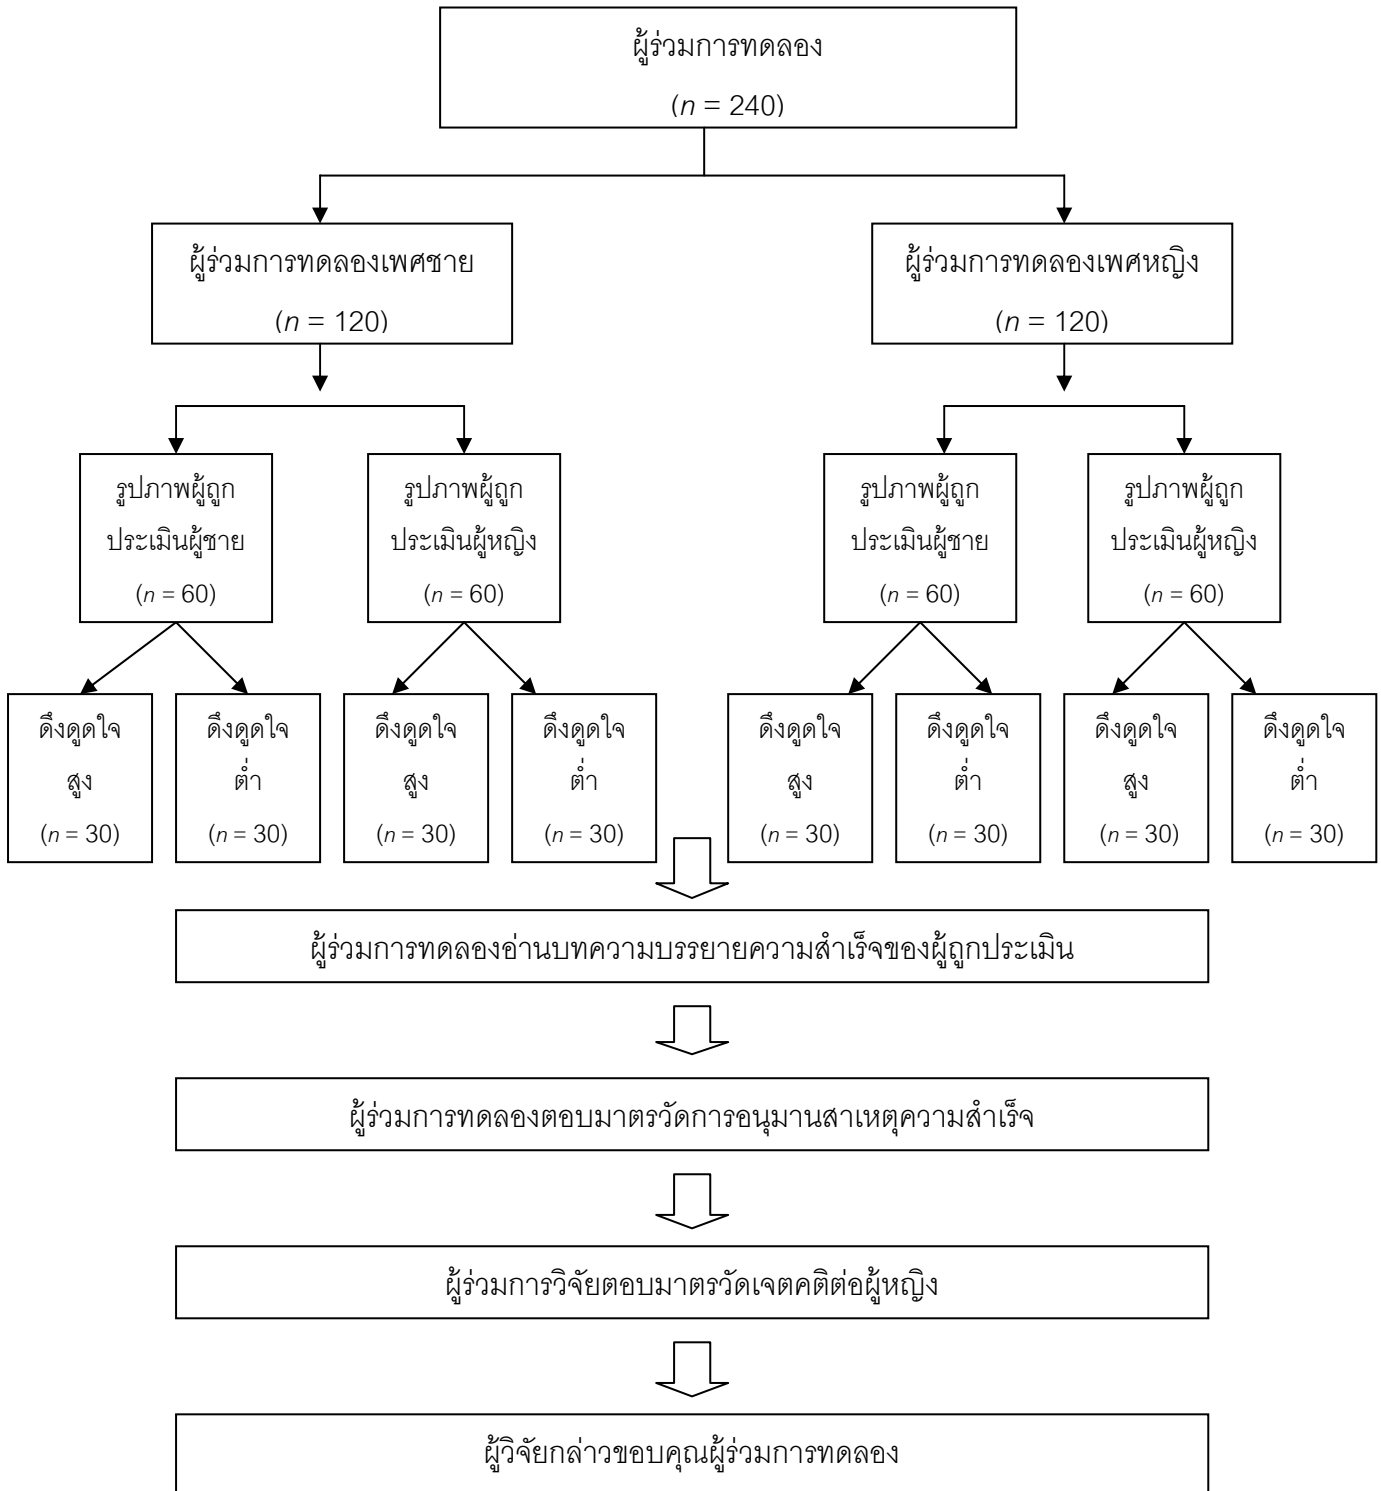 ผู้ร่วมการทดลอง
(n = 240)
ผู้ร่วมการทดลองเพศชาย
(n = 120)
ผู้ร่วมการทดลองเพศหญิง
(n = 120)
รูปภาพผู้ถูก
ประเมินผู้ชาย
(n = 60)
รูปภาพผู้ถูก
ประเมินผู้หญิง
(n = 60)
รูปภาพผู้ถูก
ประเมินผู้ชาย
(n = 60)
รูปภาพผู้ถูก
ประเมินผู้หญิง
(n = 60)
ดึงดูดใจ
สูง
(n = 30)
ดึงดูดใจ
ต่ำ
(n = 30)
ดึงดูดใจ
สูง
(n = 30)
ดึงดูดใจ
ต่ำ
(n = 30)
ดึงดูดใจ
สูง
(n = 30)
ดึงดูดใจ
ต่ำ
(n = 30)
ดึงดูดใจ
สูง
(n = 30)
ดึงดูดใจ
ต่ำ
(n = 30)
ผู้ร่วมการทดลองอ่านบทความบรรยายความสำเร็จของผู้ถูกประเมิน
ผู้ร่วมการทดลองตอบมาตรวัดการอนุมานสาเหตุความสำเร็จ
ผู้ร่วมการวิจัยตอบมาตรวัดเจตคติต่อผู้หญิง
ผู้วิจัยกล่าวขอบคุณผู้ร่วมการทดลอง